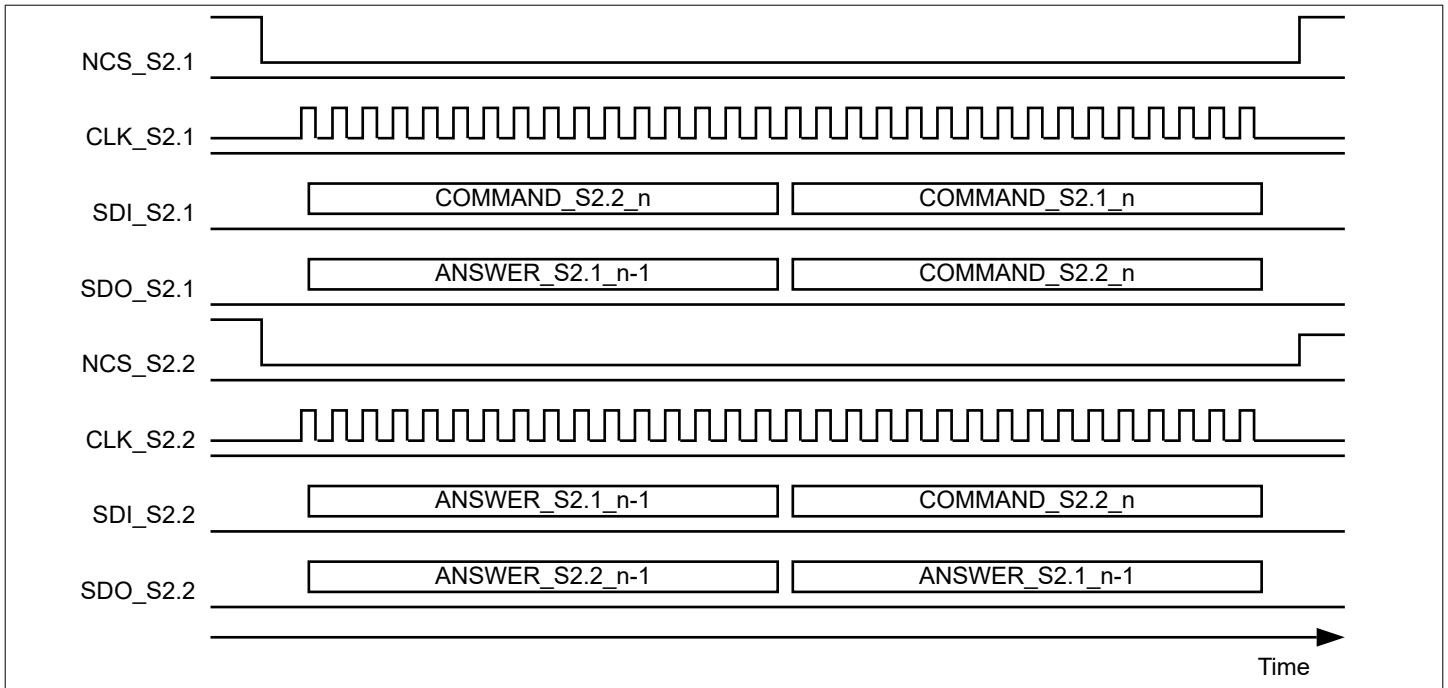 NCS_S2.1
CLK_S2.1
SDI_S2.1 COMMAND_S2.2_n COMMAND_S2.1_n
SDO_S2.1 ANSWER_S2.1_n-1 COMMAND_S2.2_n
NCS_S2.2
CLK_S2.2
SDI_S2.2 ANSWER_S2.1_n-1 COMMAND_S2.2_n
SDO_S2.2 ANSWER_S2.2_n-1 ANSWER_S2.1_n-1
Time